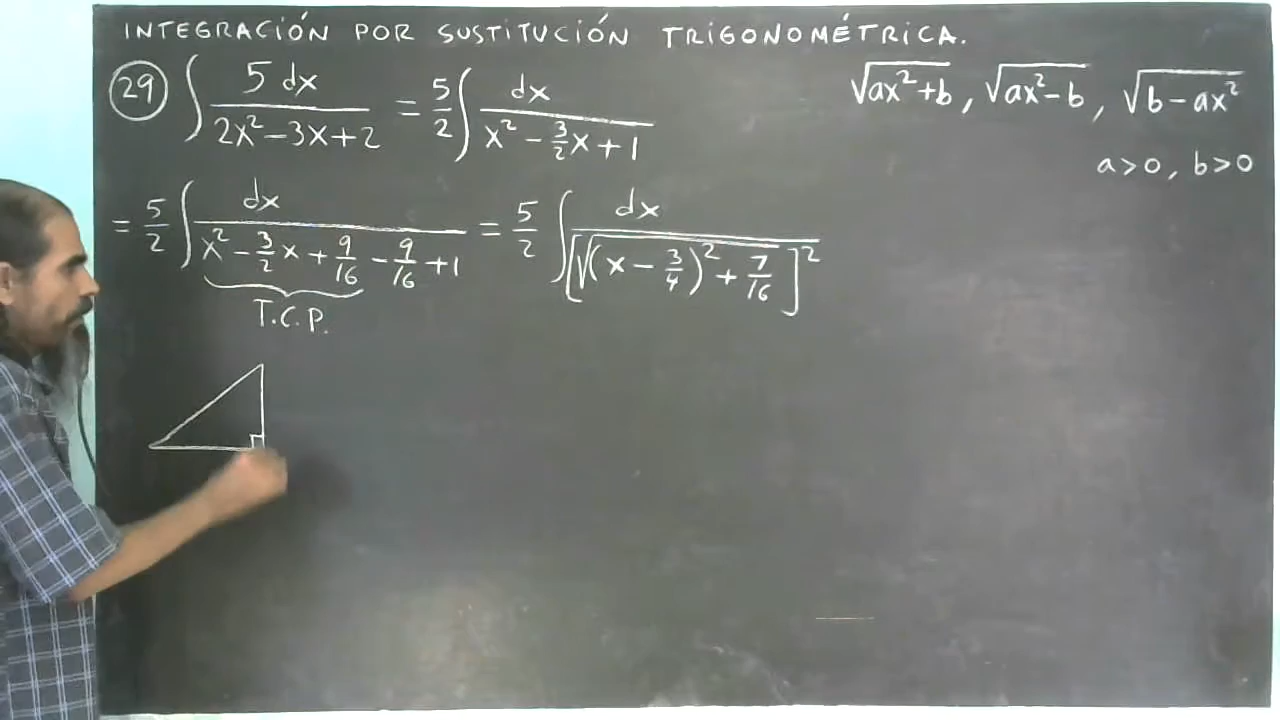 INTEGRACIÓN POR SUSTITUCIÓN TRIGONOMÉTRICA.
29 ∫ 5 dx / (2x² − 3x + 2) = 5/2 ∫ dx / (x² − 3/2 x + 1)
√(ax² + b), √(ax² − b), √(b − ax²)
a > 0, b > 0
= 5/2 ∫ dx / (x² − 3/2 x + 9/16 − 9/16 + 1) = 5/2 ∫ dx / [√((x − 3/4)² + 7/16)]²
T.C.P.